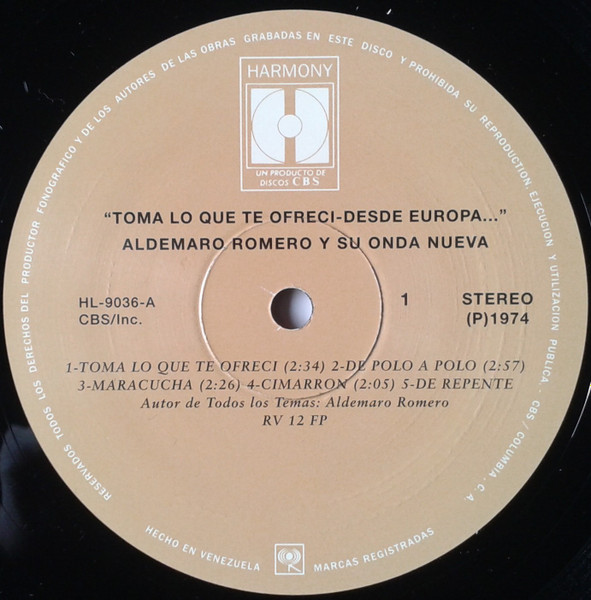 RESERVADOS TODOS LOS DERECHOS DEL PRODUCTOR FONOGRAFICO Y DE LOS AUTORES DE LAS OBRAS GRABADAS EN ESTE DISCO Y PROHIBIDA SU REPRODUCCION, EJECUCION Y UTILIZACION PUBLICA CBS / COLUMBIA, C. A.
HARMONY
UN PRODUCTO DE
DISCOS CBS
"TOMA LO QUE TE OFRECI-DESDE EUROPA..."
ALDEMARO ROMERO Y SU ONDA NUEVA
HL-9036-A 1 STEREO
CBS/Inc. (P)1974
1-TOMA LO QUE TE OFRECI (2:34) 2-DE POLO A POLO (2:57)
3-MARACUCHA (2:26) 4-CIMARRON (2:05) 5-DE REPENTE
Autor de Todos los Temas: Aldemaro Romero
RV 12 FP
HECHO EN VENEZUELA MARCAS REGISTRADAS